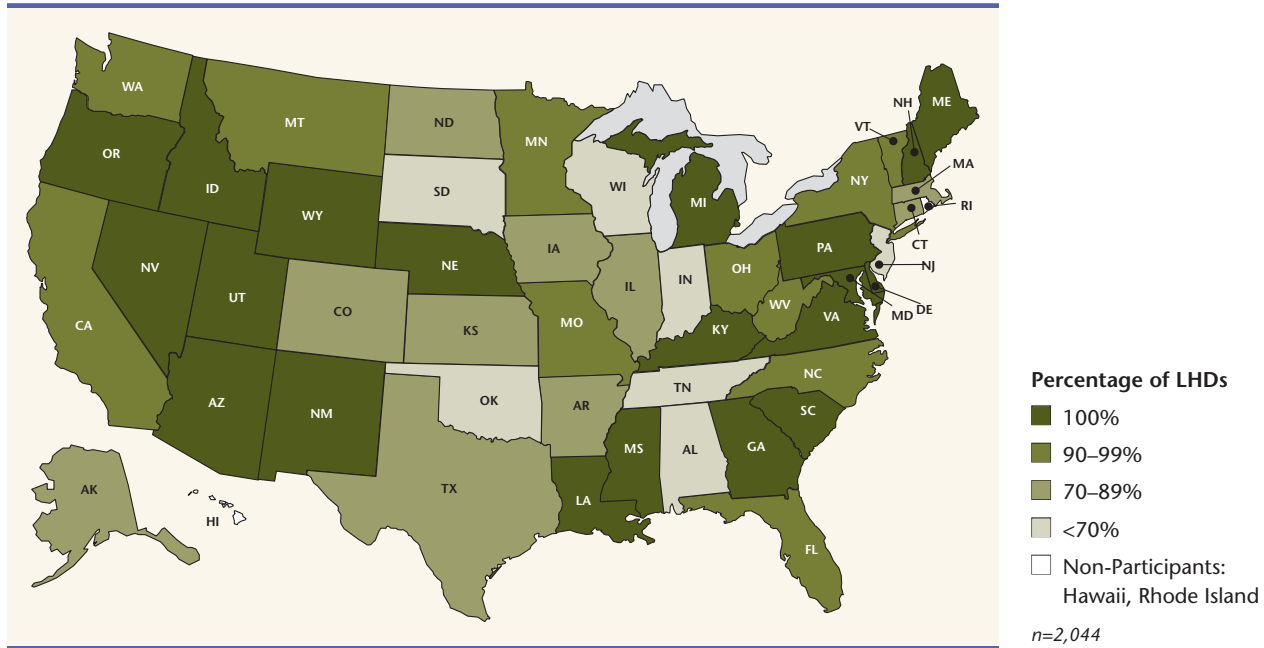 WA
MT
ND
MN
OR
ID
SD
WI
MI
WY
NY
VT
NH
ME
MA
RI
CT
NJ
DE
MD
PA
NV
UT
NE
IA
IL
IN
OH
WV
VA
CA
CO
KS
MO
KY
AZ
NM
OK
AR
TN
NC
SC
MS
AL
GA
TX
LA
FL
AK
HI
Percentage of LHDs
100%
90–99%
70–89%
<70%
Non-Participants:
Hawaii, Rhode Island
n=2,044